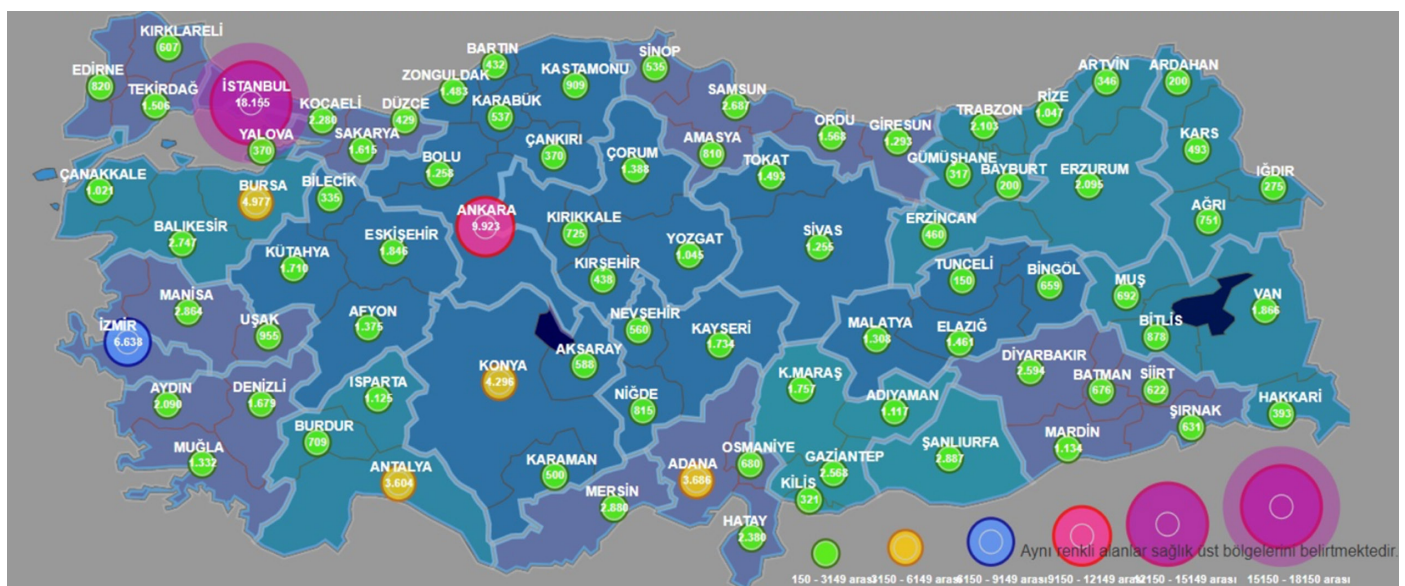 KIRKLARELİ
607
EDİRNE
820
TEKİRDAĞ
1.506
İSTANBUL
18.155
KOCAELİ
2.280
YALOVA
370
SAKARYA
1.615
DÜZCE
429
ZONGULDAK
1.483
BARTIN
432
KARABÜK
537
KASTAMONU
909
SİNOP
535
SAMSUN
2.687
AMASYA
810
ORDU
1.568
GİRESUN
1.293
TRABZON
2.103
RİZE
1.047
ARTVİN
346
ARDAHAN
200
KARS
493
IĞDIR
275
AĞRI
751
ERZURUM
2.095
BAYBURT
200
GÜMÜŞHANE
317
ERZİNCAN
460
TOKAT
1.493
ÇORUM
1.388
ÇANKIRI
370
BOLU
1.256
BİLECİK
335
BURSA
4.977
ÇANAKKALE
1.021
BALIKESİR
2.747
KÜTAHYA
1.710
ESKİŞEHİR
1.846
ANKARA
9.923
KIRIKKALE
725
KIRŞEHİR
438
YOZGAT
1.045
SİVAS
1.255
TUNCELİ
150
BİNGÖL
659
MUŞ
692
BİTLİS
878
VAN
1.866
HAKKARİ
393
ŞIRNAK
631
SİİRT
622
BATMAN
676
MARDİN
1.134
DİYARBAKIR
2.594
ELAZIĞ
1.461
MALATYA
1.308
ADIYAMAN
1.117
ŞANLIURFA
2.887
K.MARAŞ
1.757
GAZİANTEP
2.568
KİLİS
321
OSMANİYE
680
HATAY
2.380
ADANA
3.686
MERSİN
2.880
KARAMAN
500
NİĞDE
815
KAYSERİ
1.734
NEVŞEHİR
560
AKSARAY
588
KONYA
4.296
AFYON
1.375
UŞAK
955
MANİSA
2.864
İZMİR
6.638
AYDIN
2.090
DENİZLİ
1.679
MUĞLA
1.332
BURDUR
709
ISPARTA
1.125
ANTALYA
3.604
Aynı renkli alanlar sağlık üst bölgelerini belirtmektedir.
150 - 3149 arası
3150 - 6149 arası
6150 - 9149 arası
9150 - 12149 arası
12150 - 15149 arası
15150 - 18150 arası